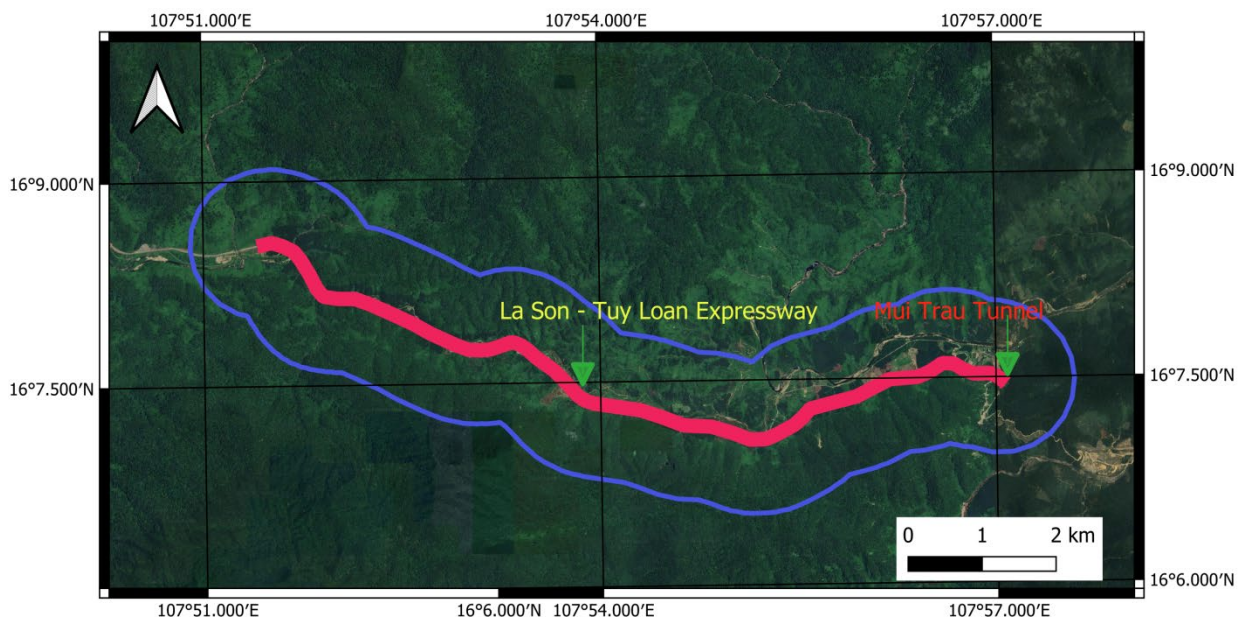 107°51.000'E 107°54.000'E 107°57.000'E
16°9.000'N 16°9.000'N
La Son - Tuy Loan Expressway Mui Trau Tunnel
16°7.500'N 16°7.500'N
0 1 2 km
16°6.000'N
107°51.000'E 16°6.000'N 107°54.000'E 107°57.000'E